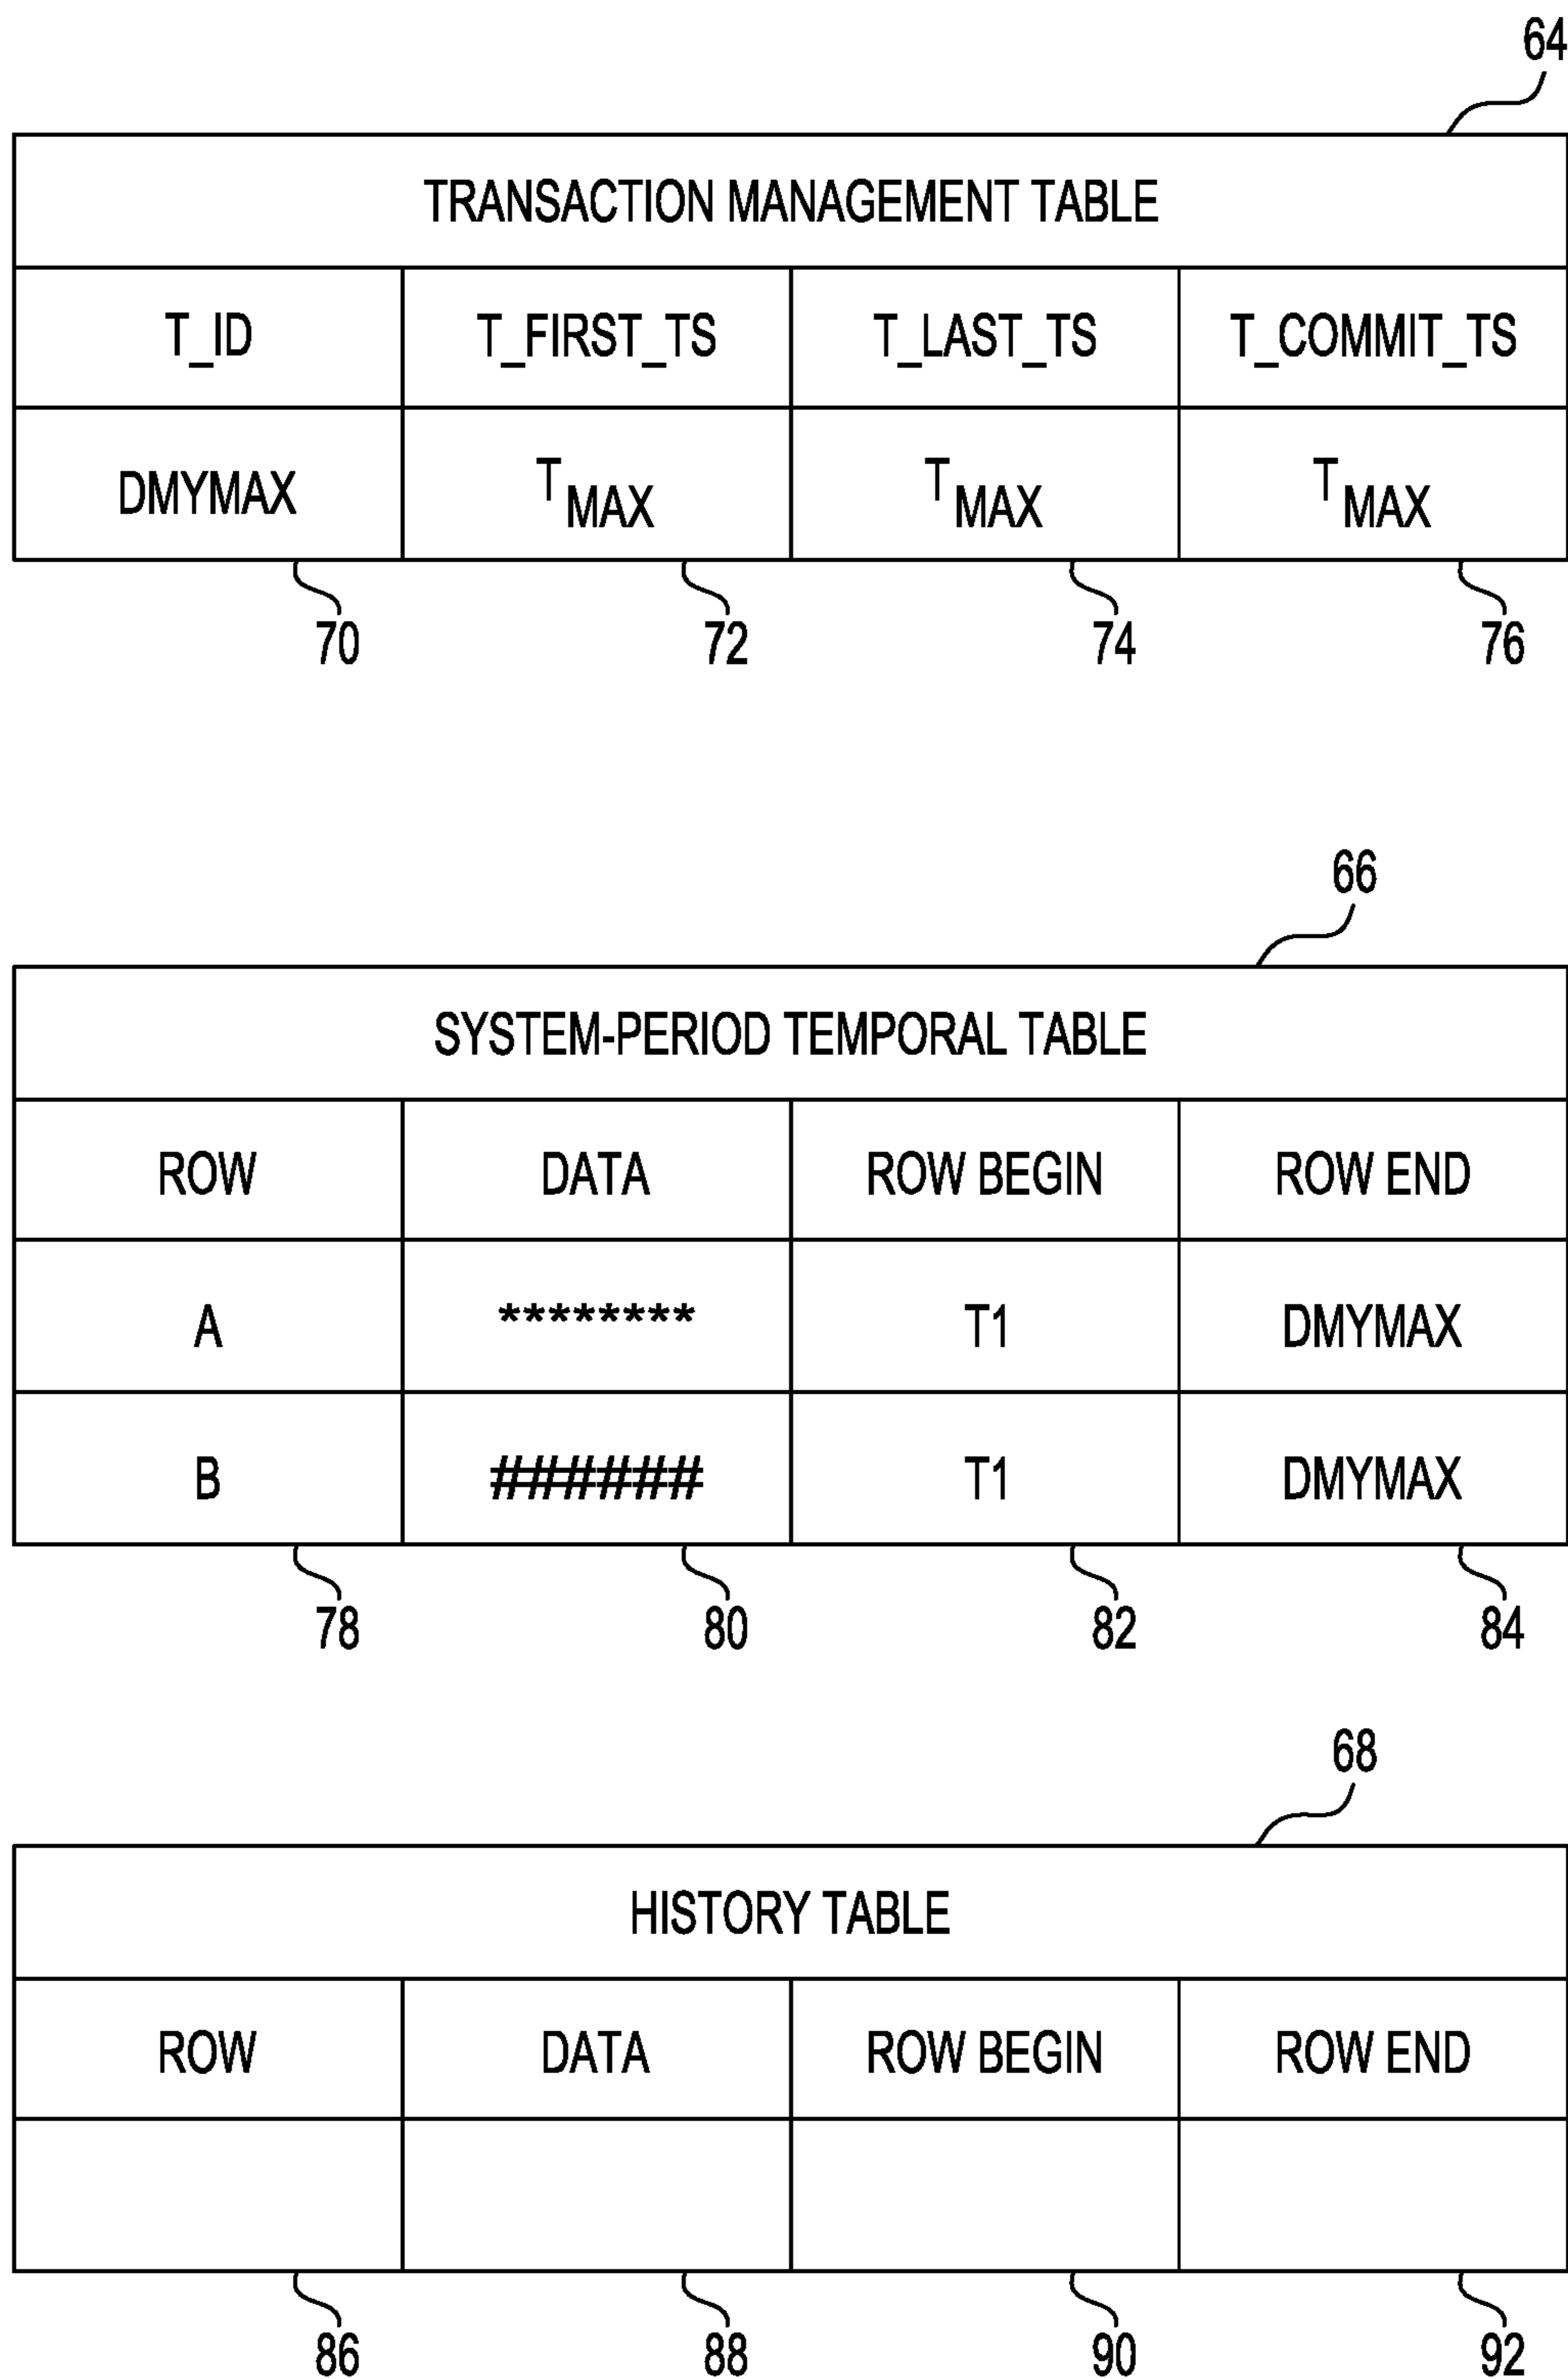 64
TRANSACTION MANAGEMENT TABLE
T_ID T_FIRST_TS T_LAST_TS T_COMMIT_TS
DMYMAX TMAX TMAX TMAX
70 72 74 76
66
SYSTEM-PERIOD TEMPORAL TABLE
ROW DATA ROW BEGIN ROW END
A ******** T1 DMYMAX
B ###### T1 DMYMAX
78 80 82 84
68
HISTORY TABLE
ROW DATA ROW BEGIN ROW END
86 88 90 92